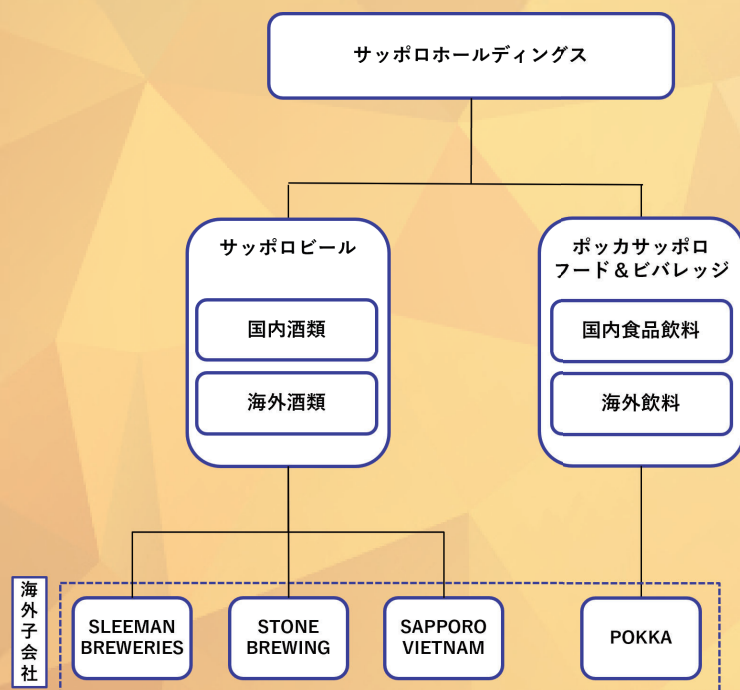 サッポロホールディングス
サッポロビール
国内酒類
海外酒類
ポッカサッポロ
フード＆ビバレッジ
国内食品飲料
海外飲料
海外子会社
SLEEMAN
BREWERIES
STONE
BREWING
SAPPORO
VIETNAM
POKKA